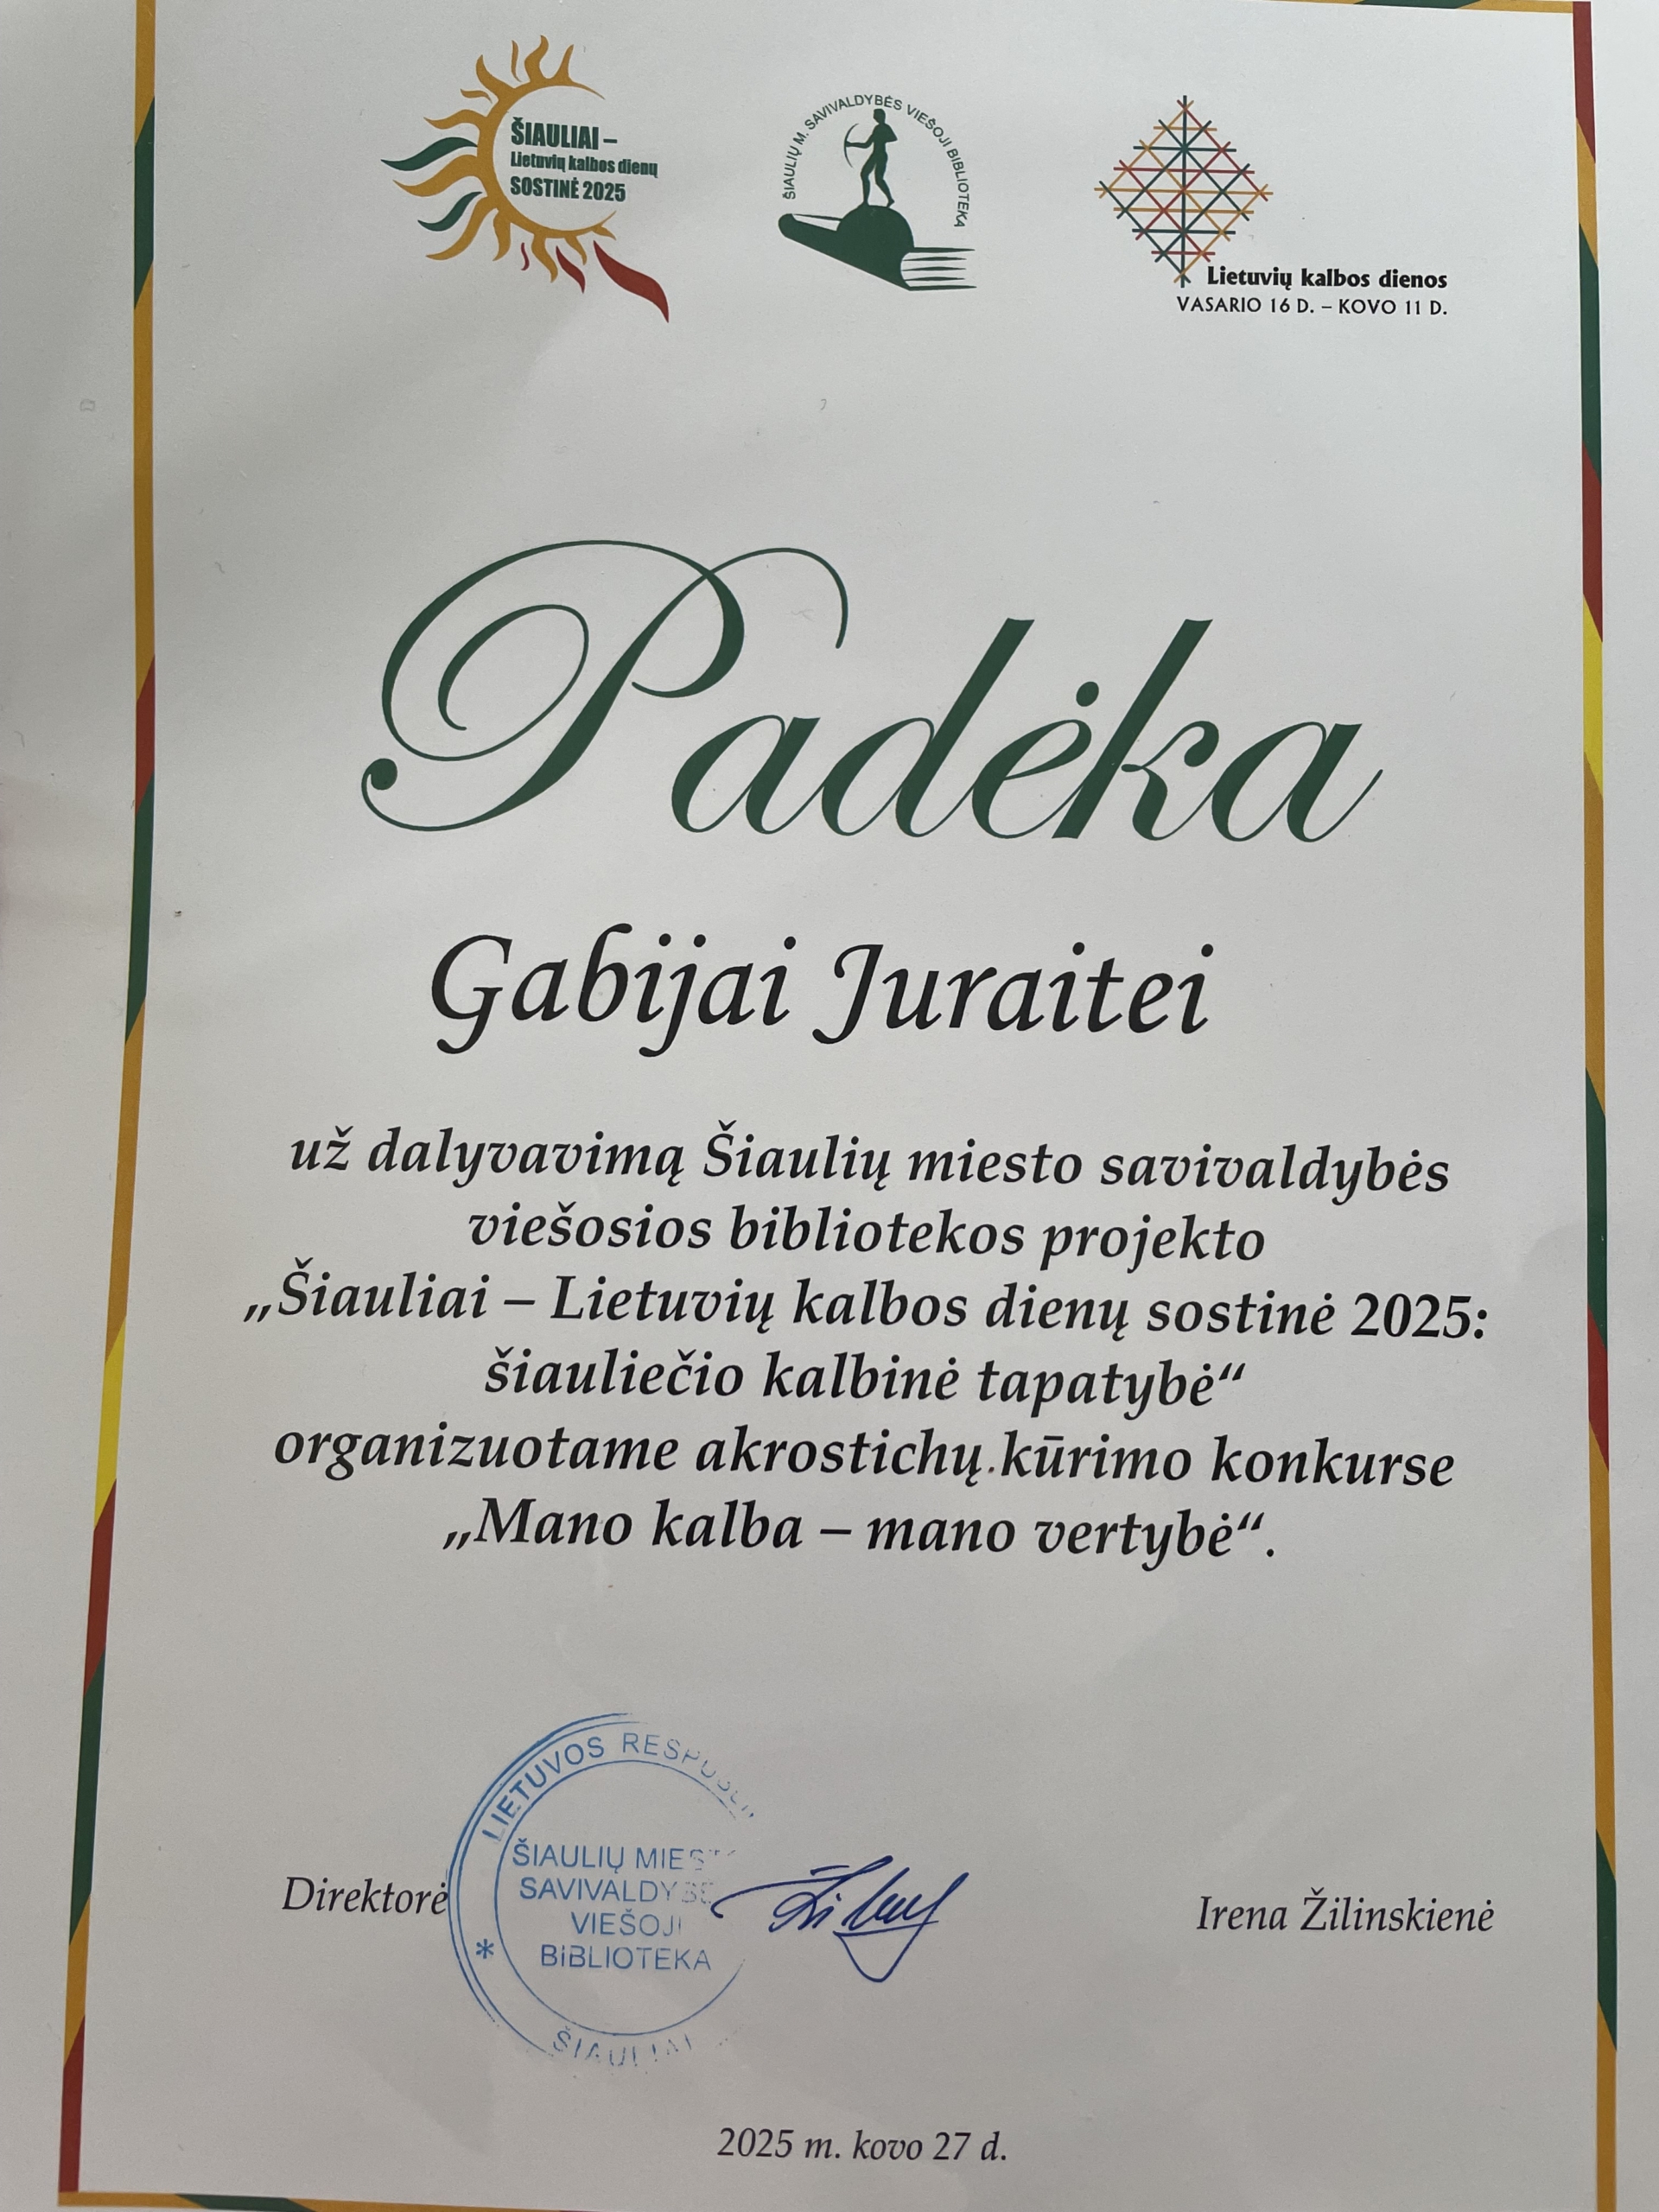 ŠIAULIAI –
Lietuvių kalbos dienų
SOSTINĖ 2025
ŠIAULIŲ M. SAVIVALDYBĖS VIEŠOJI BIBLIOTEKA
Lietuvių kalbos dienos
VASARIO 16 D. – KOVO 11 D.
Padėka
Gabijai Juraitei
už dalyvavimą Šiaulių miesto savivaldybės
viešosios bibliotekos projekto
„Šiauliai – Lietuvių kalbos dienų sostinė 2025:
šiauliečio kalbinė tapatybė“
organizuotame akrostichų kūrimo konkurse
„Mano kalba – mano vertybė“.
LIETUVOS
ŠIAULIŲ
SAVIVALDYBĖS
VIEŠOJI
BIBLIOTEKA
ŠIAULIAI
Direktorė
Irena Žilinskienė
2025 m. kovo 27 d.